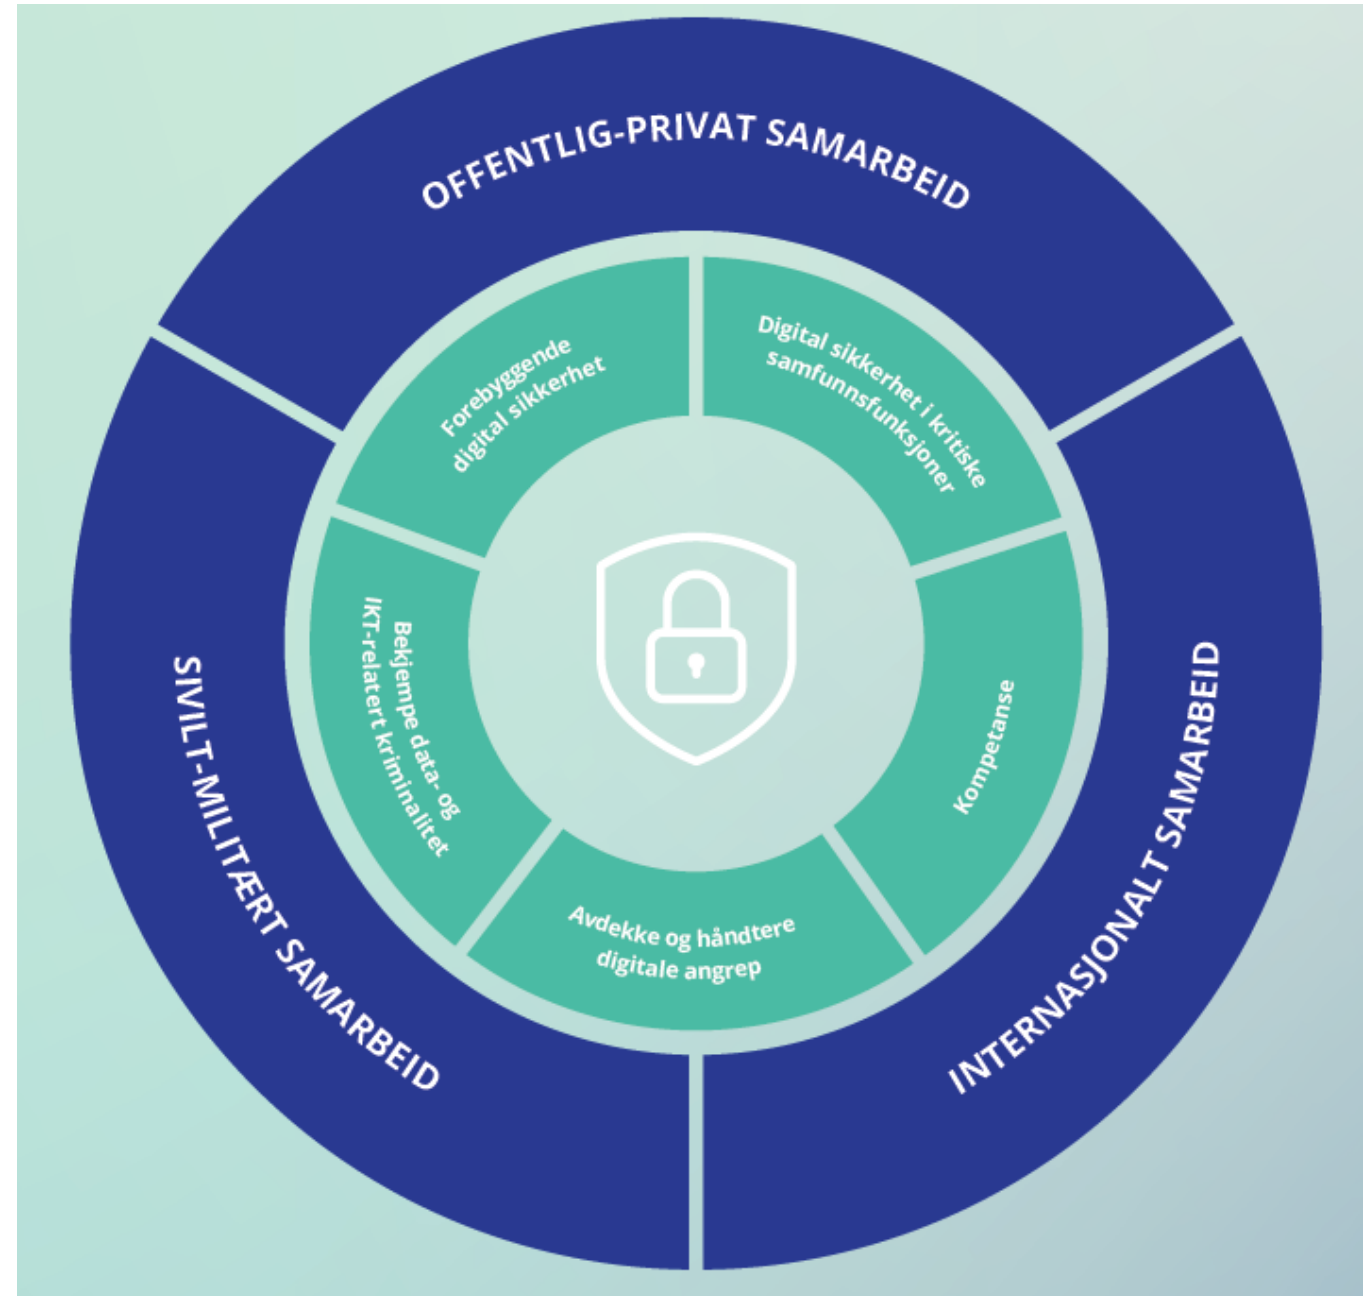 OFFENTLIG-PRIVAT SAMARBEID
Forebyggende
digital sikkerhet
Digital sikkerhet i kritiske
samfunnsfunksjoner
Bekjempe data- og
IKT-relatert kriminalitet
Kompetanse
Avdekke og håndtere
digitale angrep
SIVILT-MILITÆRT SAMARBEID
INTERNASJONALT SAMARBEID